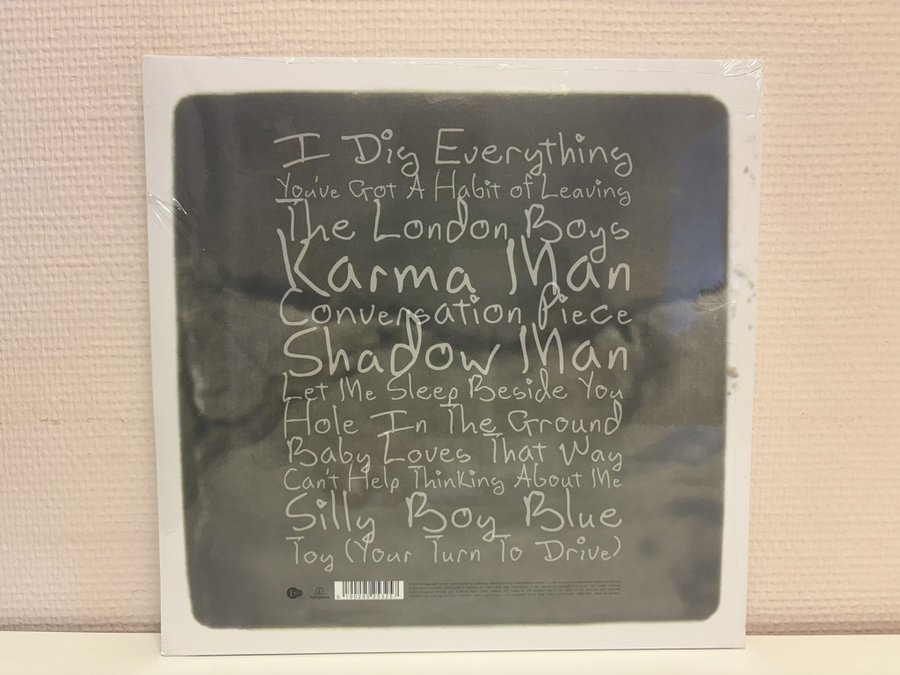 I Dig Everything
You've Got A Habit of Leaving
The London Boys
Karma Man
Conversation Piece
Shadow Man
Let Me Sleep Beside You
Hole In The Ground
Baby Loves That Way
Can't Help Thinking About Me
Silly Boy Blue
Toy (Your Turn To Drive)